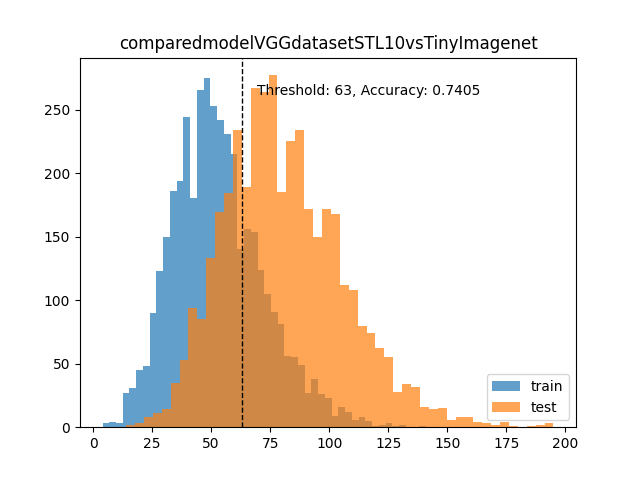 comparedmodelVGGdatasetSTL10vsTinyImagenet
Threshold: 63, Accuracy: 0.7405
250
200
150
100
50
0
train
test
0 25 50 75 100 125 150 175 200